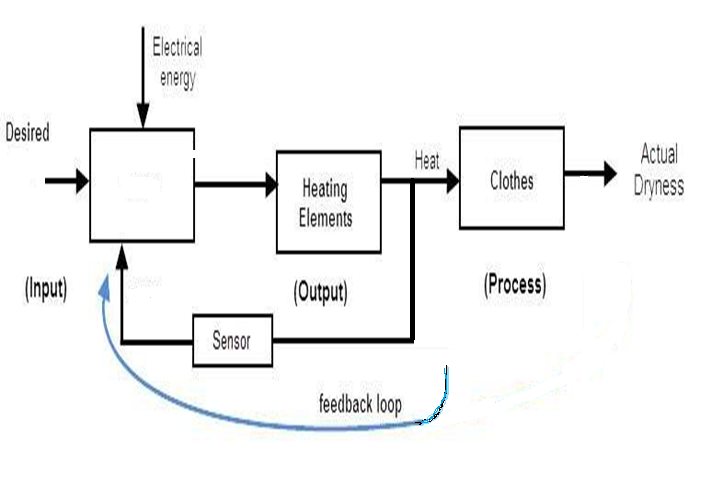 Electrical
energy
Desired
Heating
Elements
Heat
Clothes
Actual
Dryness
(Input)
(Output)
(Process)
Sensor
feedback loop